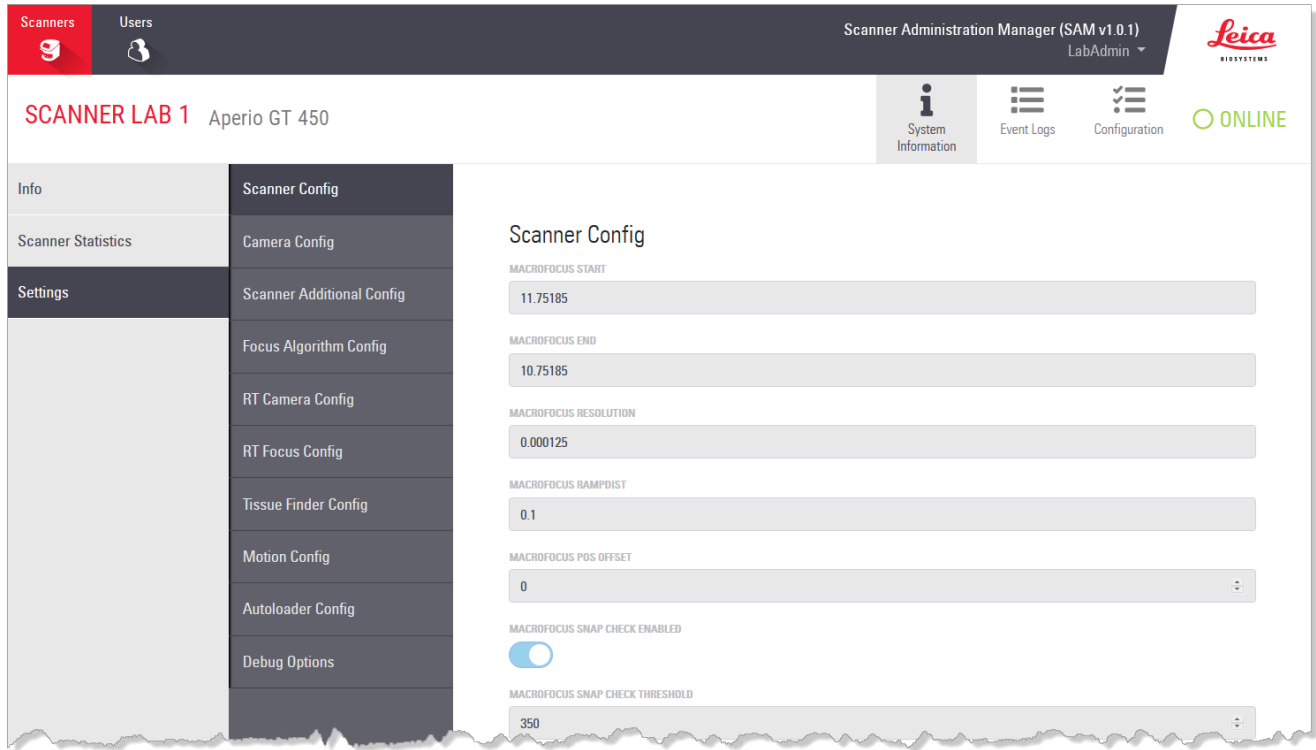 Scanners
Users
Scanner Administration Manager (SAM v1.0.1)
LabAdmin
Leica
BIOSYSTEMS
SCANNER LAB 1 Aperio GT 450
System
Information
Event Logs
Configuration
ONLINE
Info
Scanner Statistics
Settings
Scanner Config
Camera Config
Scanner Additional Config
Focus Algorithm Config
RT Camera Config
RT Focus Config
Tissue Finder Config
Motion Config
Autoloader Config
Debug Options
Scanner Config
MACROFOCUS START
11.75185
MACROFOCUS END
10.75185
MACROFOCUS RESOLUTION
0.000125
MACROFOCUS RAMPDIST
0.1
MACROFOCUS POS OFFSET
0
MACROFOCUS SNAP CHECK ENABLED
MACROFOCUS SNAP CHECK THRESHOLD
350